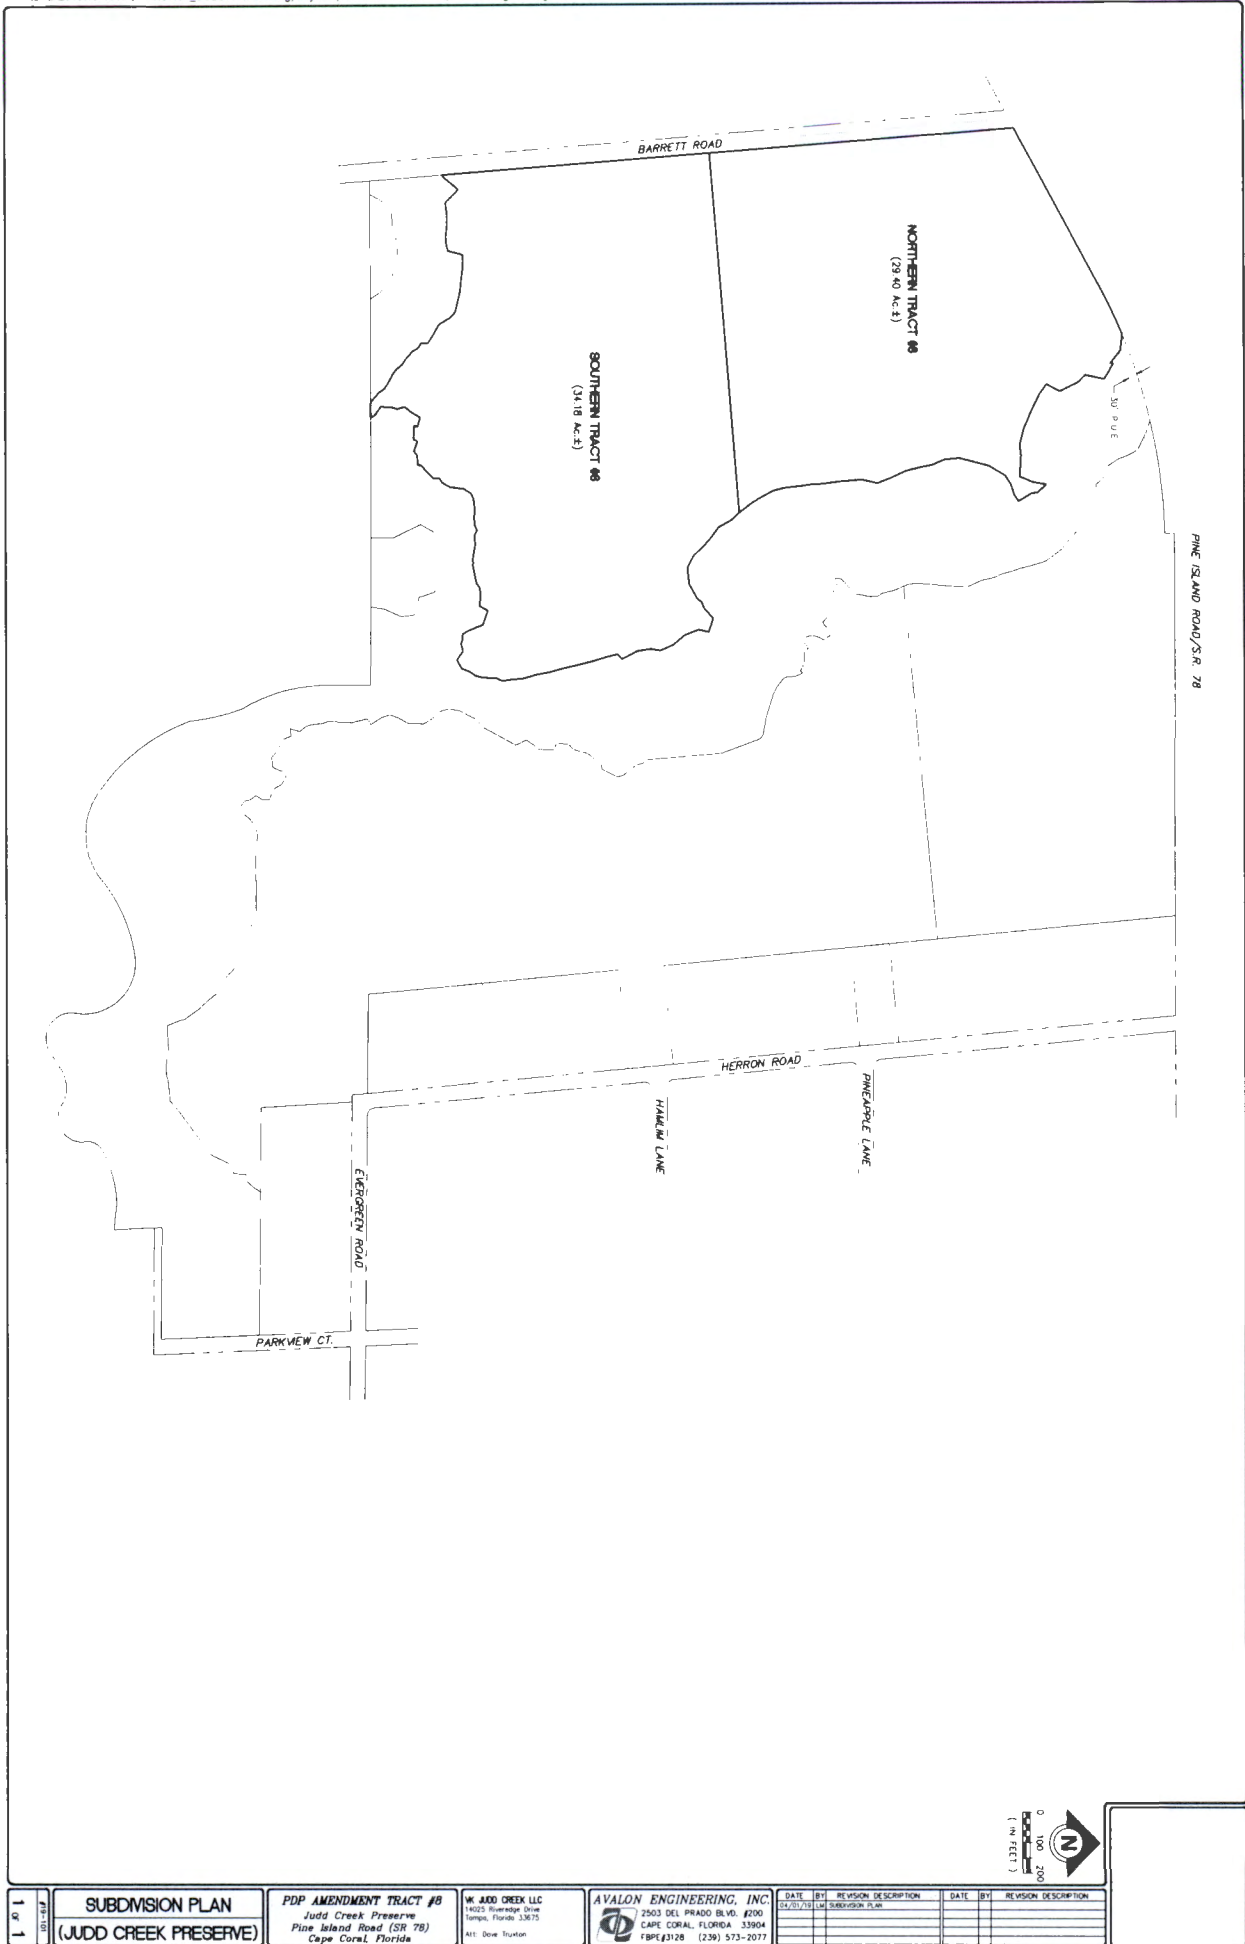 BARRETT ROAD
NORTHERN TRACT #8
(29.40 Ac.±)
SOUTHERN TRACT #8
(34.18 Ac.±)
30' P.U.E.
PINE ISLAND ROAD/S.R. 78
HERRON ROAD
PINEAPPLE LANE
HAMLIM LANE
EVERGREEN ROAD
PARKVIEW CT.
N
0 100 200
( IN FEET )
1 OF 1
#19-101
SUBDIVISION PLAN
(JUDD CREEK PRESERVE)
PDP AMENDMENT TRACT #8
Judd Creek Preserve
Pine Island Road (SR 78)
Cape Coral, Florida
VK JUDD CREEK LLC
14025 Riveredge Drive
Tampa, Florida 33675
Att: Dave Truxton
AVALON ENGINEERING, INC.
2503 DEL PRADO BLVD. #200
CAPE CORAL, FLORIDA 33904
FBPE#3128 (239) 573-2077
DATE BY REVISION DESCRIPTION DATE BY REVISION DESCRIPTION
04/01/19 LM SUBDIVISION PLAN